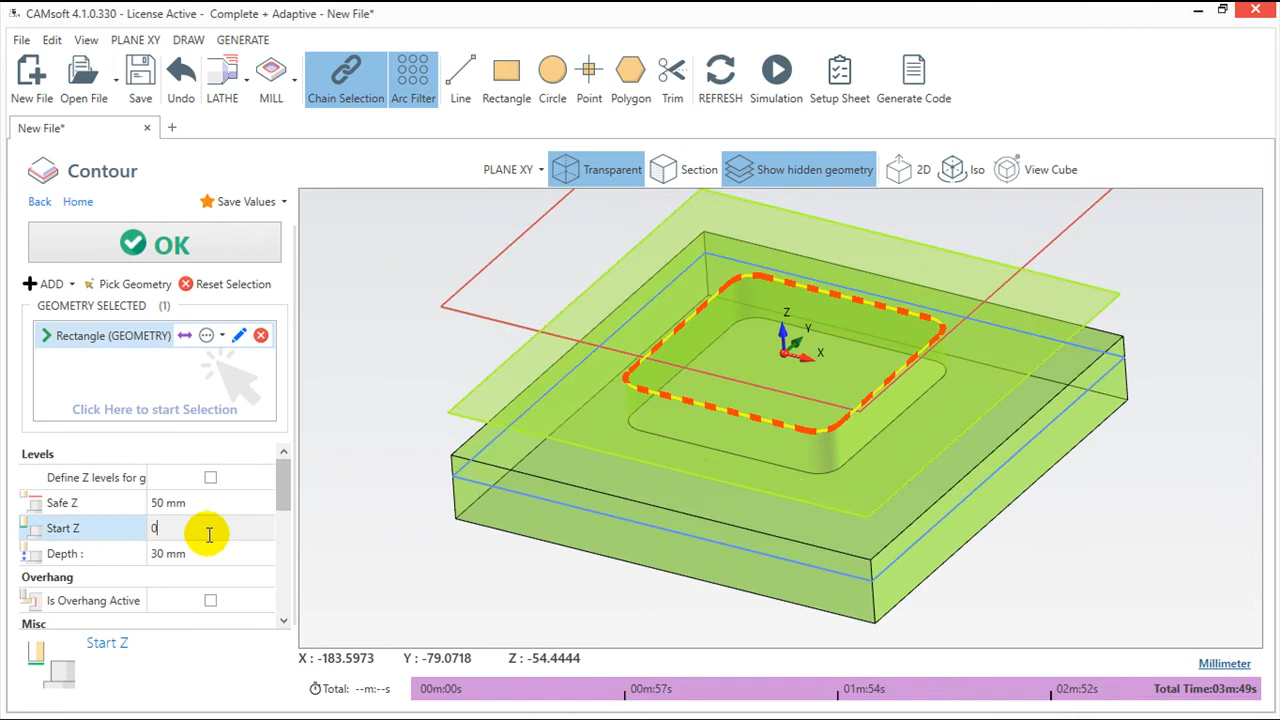 CAMsoft 4.1.0.330 - License Active - Complete + Adaptive - New File*
File Edit View PLANE XY DRAW GENERATE
New File Open File Save Undo LATHE MILL Chain Selection Arc Filter Line Rectangle Circle Point Polygon Trim REFRESH Simulation Setup Sheet Generate Code
New File*
Contour
PLANE XY Transparent Section Show hidden geometry 2D Iso View Cube
Back Home Save Values
OK
ADD Pick Geometry Reset Selection
GEOMETRY SELECTED (1)
Rectangle (GEOMETRY)
Click Here to start Selection
Z
Y
X
Levels
Define Z levels for g
Safe Z 50 mm
Start Z 0
Depth : 30 mm
Overhang
Is Overhang Active
Misc
Start Z
X : -183.5973 Y : -79.0718 Z : -54.4444
Millimeter
Total: --m:--s 00m:00s 00m:57s 01m:54s 02m:52s Total Time:03m:49s